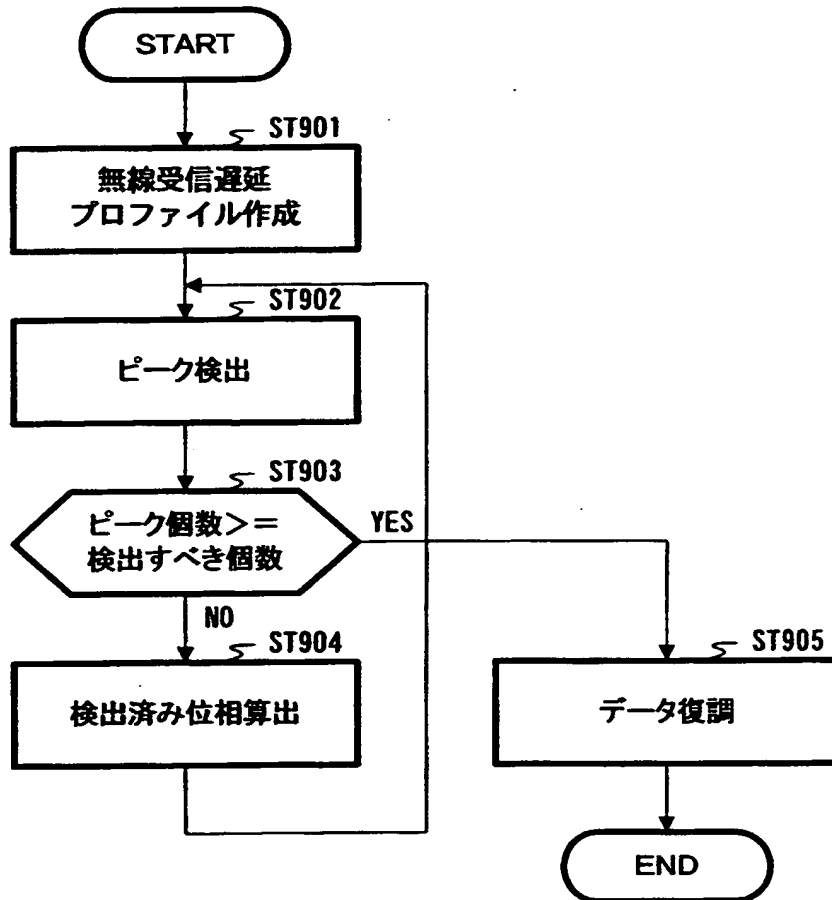 START
ST901
無線受信遅延
プロファイル作成
ST902
ピーク検出
ST903
ピーク個数>=
検出すべき個数
YES
NO
ST904
検出済み位相算出
ST905
データ復調
END